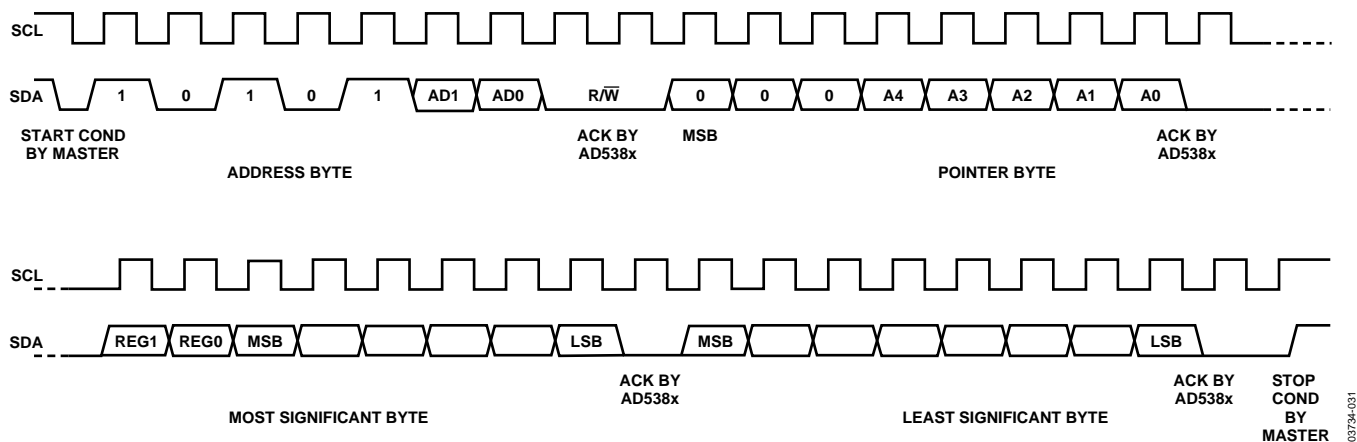 SCL
SDA 1 0 1 0 1 AD1 AD0 R/W̅ 0 0 0 A4 A3 A2 A1 A0
START COND
BY MASTER
ACK BY
AD538x
MSB
ACK BY
AD538x
ADDRESS BYTE
POINTER BYTE
SCL
SDA REG1 REG0 MSB LSB MSB LSB
ACK BY
AD538x
ACK BY
AD538x
STOP
COND
BY
MASTER
MOST SIGNIFICANT BYTE
LEAST SIGNIFICANT BYTE
03734-031